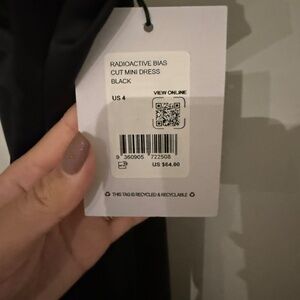 RADIOACTIVE BIAS
CUT MINI DRESS
BLACK
US 4
VIEW ONLINE
9 360905 722508
US $64.00
THIS TAG IS RECYCLED & RECYCLABLE